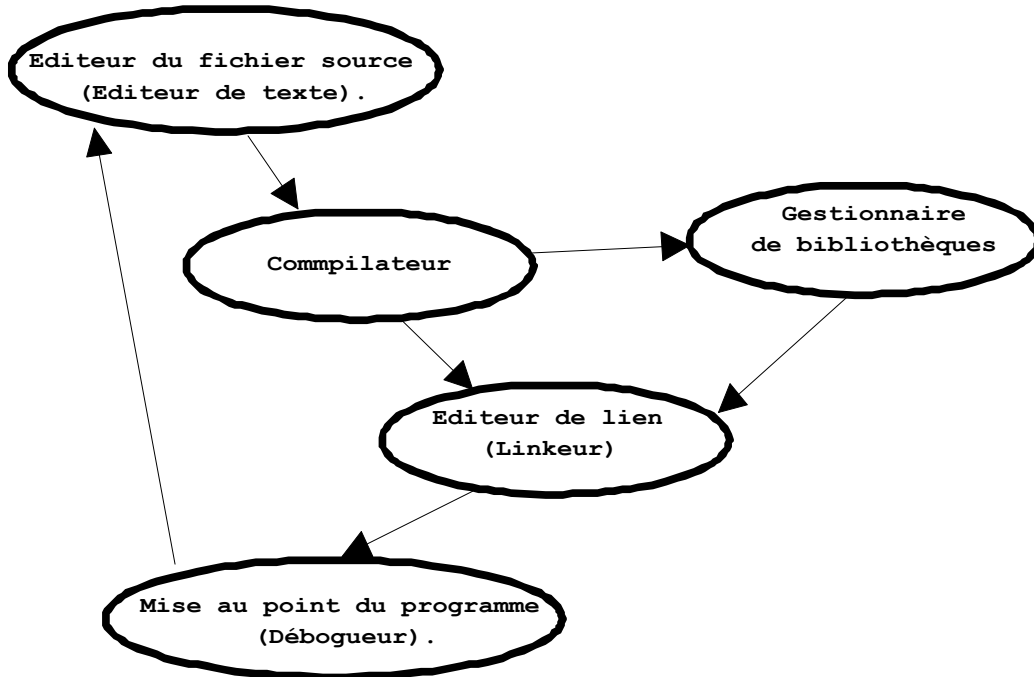 Editeur du fichier source
(Editeur de texte).
Commpilateur
Gestionnaire
de bibliothèques
Editeur de lien
(Linkeur)
Mise au point du programme
(Débogueur).